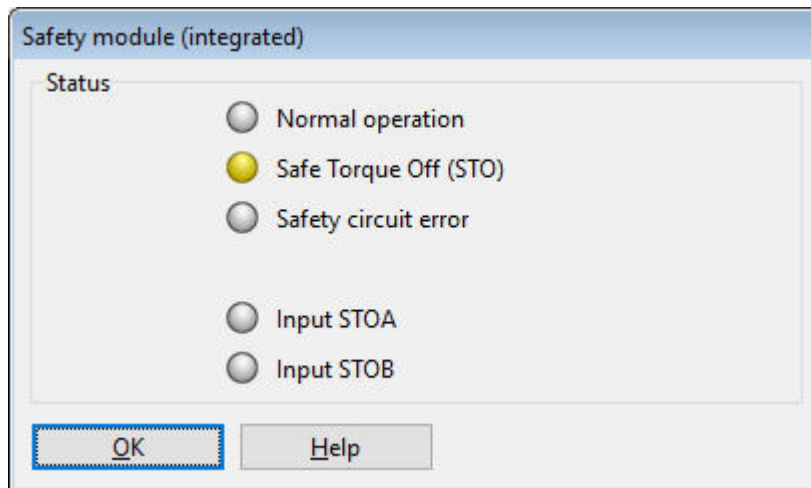 Safety module (integrated)
Status
Normal operation
Safe Torque Off (STO)
Safety circuit error
Input STOA
Input STOB
OK
Help